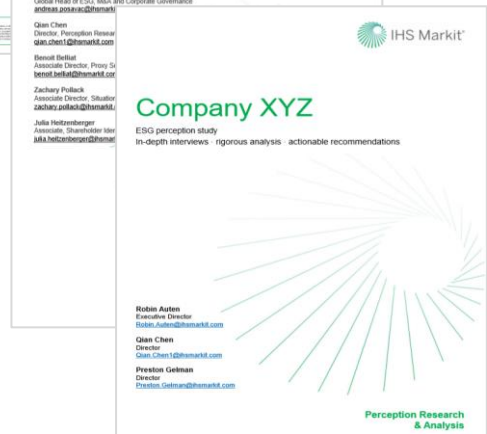 Global Head of ESG, M&A and Corporate Governance
andreas.posavac@ihsmarki
Qian Chen
Director, Perception Resear
qian.chen1@ihsmarkit.com
Benoit Belliat
Associate Director, Proxy S
benoit.belliat@ihsmarkit.cor
Zachary Pollack
Associate Director, Situation
zachary.pollack@ihsmarkit.
Julia Heitzenberger
Associate, Shareholder Iden
julia.heitzenberger@ihsmar
IHS Markit®
Company XYZ
ESG perception study
In-depth interviews · rigorous analysis · actionable recommendations
Robin Auten
Executive Director
Robin.Auten@ihsmarkit.com
Qian Chen
Director
Qian.Chen1@ihsmarkit.com
Preston Gelman
Director
Preston.Gelman@ihsmarkit.com
Perception Research
& Analysis